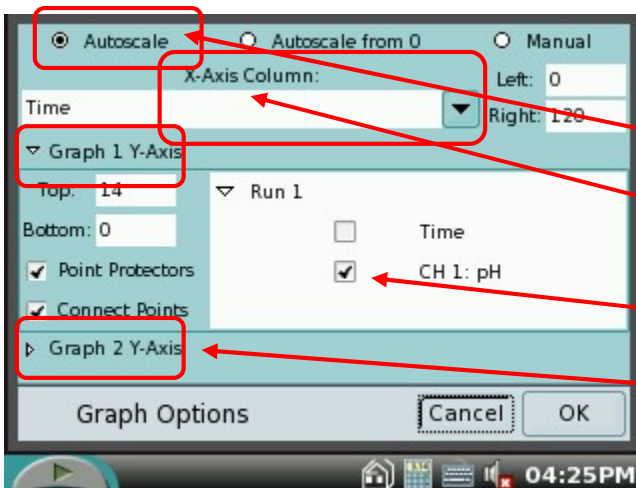 Autoscale Autoscale from 0 Manual
X-Axis Column: Left: 0
Time Right: 120
Graph 1 Y-Axis
Top: 14 Run 1
Bottom: 0 Time
Point Protectors CH 1: pH
Connect Points
Graph 2 Y-Axis
Graph Options Cancel OK
04:25PM